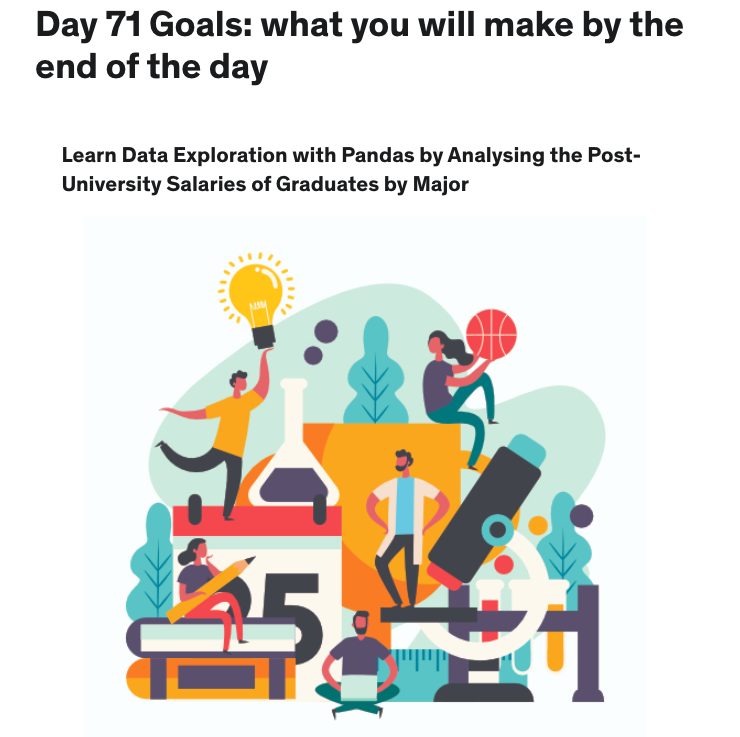 Day 71 Goals: what you will make by the
end of the day
Learn Data Exploration with Pandas by Analysing the Post-
University Salaries of Graduates by Major
5